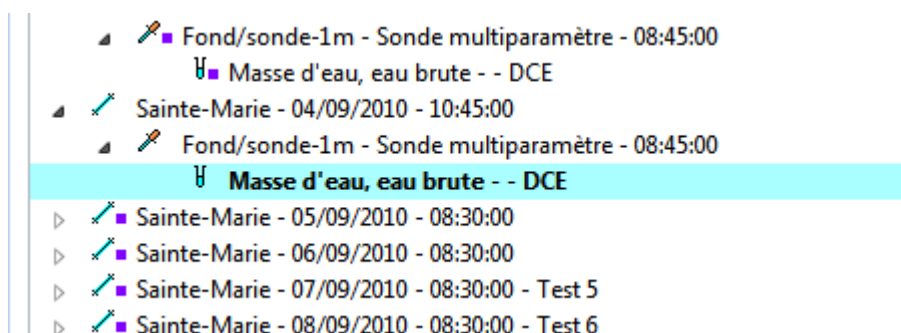 Fond/sonde-1m - Sonde multiparamètre - 08:45:00
Masse d'eau, eau brute - - DCE
Sainte-Marie - 04/09/2010 - 10:45:00
Fond/sonde-1m - Sonde multiparamètre - 08:45:00
Masse d'eau, eau brute - - DCE
Sainte-Marie - 05/09/2010 - 08:30:00
Sainte-Marie - 06/09/2010 - 08:30:00
Sainte-Marie - 07/09/2010 - 08:30:00 - Test 5
Sainte-Marie - 08/09/2010 - 08:30:00 - Test 6